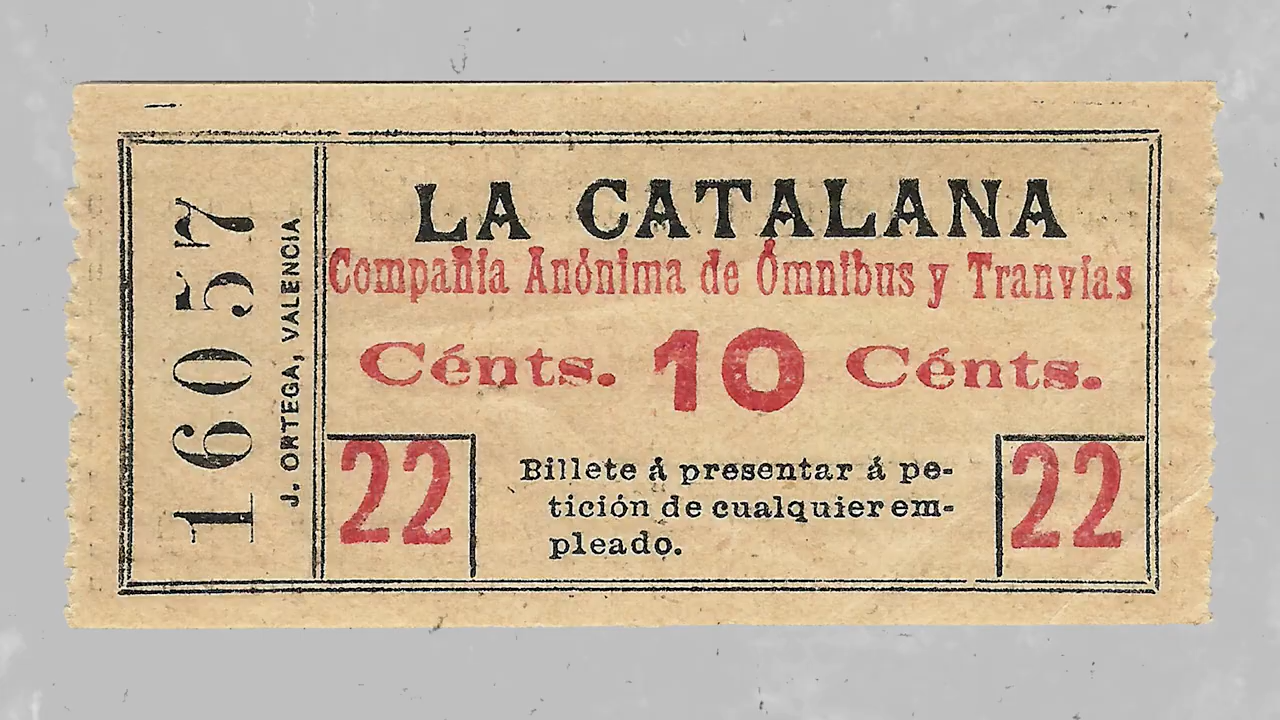 16057
J. ORTEGA, VALENCIA
LA CATALANA
Compañia Anónima de Ómnibus y Tranvías
Cénts. 10 Cénts.
22
Billete á presentar á pe-
tición de cualquier em-
pleado.
22